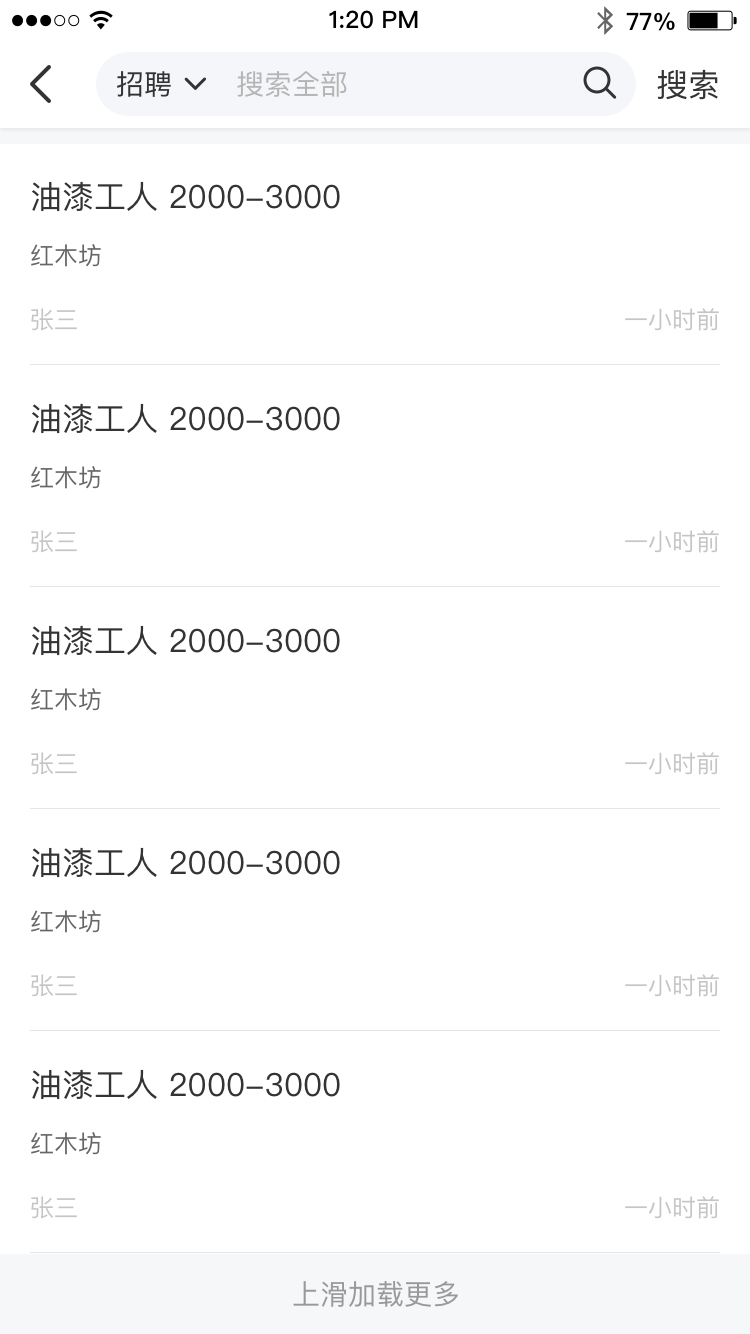 1:20 PM 77%
招聘 搜索全部 搜索
油漆工人 2000-3000
红木坊
张三 一小时前
油漆工人 2000-3000
红木坊
张三 一小时前
油漆工人 2000-3000
红木坊
张三 一小时前
油漆工人 2000-3000
红木坊
张三 一小时前
油漆工人 2000-3000
红木坊
张三 一小时前
上滑加载更多